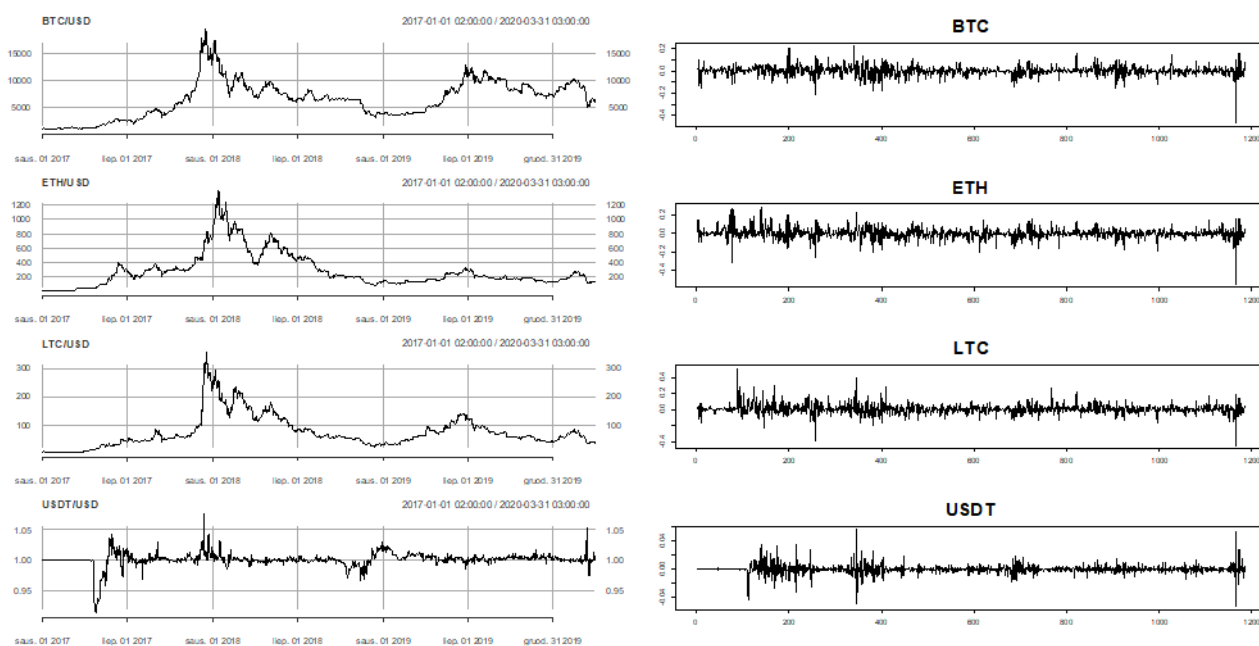 BTC/USD 2017-01-01 02:00:00 / 2020-03-31 03:00:00
15000 15000
10000 10000
5000 5000
saus. 01 2017 liep. 01 2017 saus. 01 2018 liep. 01 2018 saus. 01 2019 liep. 01 2019 gruod. 31 2019
ETH/USD 2017-01-01 02:00:00 / 2020-03-31 03:00:00
1200 1200
1000 1000
800 800
600 600
400 400
200 200
saus. 01 2017 liep. 01 2017 saus. 01 2018 liep. 01 2018 saus. 01 2019 liep. 01 2019 gruod. 31 2019
LTC/USD 2017-01-01 02:00:00 / 2020-03-31 03:00:00
300 300
200 200
100 100
saus. 01 2017 liep. 01 2017 saus. 01 2018 liep. 01 2018 saus. 01 2019 liep. 01 2019 gruod. 31 2019
USDT/USD 2017-01-01 02:00:00 / 2020-03-31 03:00:00
1.05 1.05
1.00 1.00
0.95 0.95
saus. 01 2017 liep. 01 2017 saus. 01 2018 liep. 01 2018 saus. 01 2019 liep. 01 2019 gruod. 31 2019
BTC
0.2
0.0
-0.2
-0.4
0 200 400 600 800 1000 1200
ETH
0.2
0.0
-0.2
-0.4
0 200 400 600 800 1000 1200
LTC
0.4
0.2
0.0
-0.4
0 200 400 600 800 1000 1200
USDT
0.04
0.00
-0.04
0 200 400 600 800 1000 1200